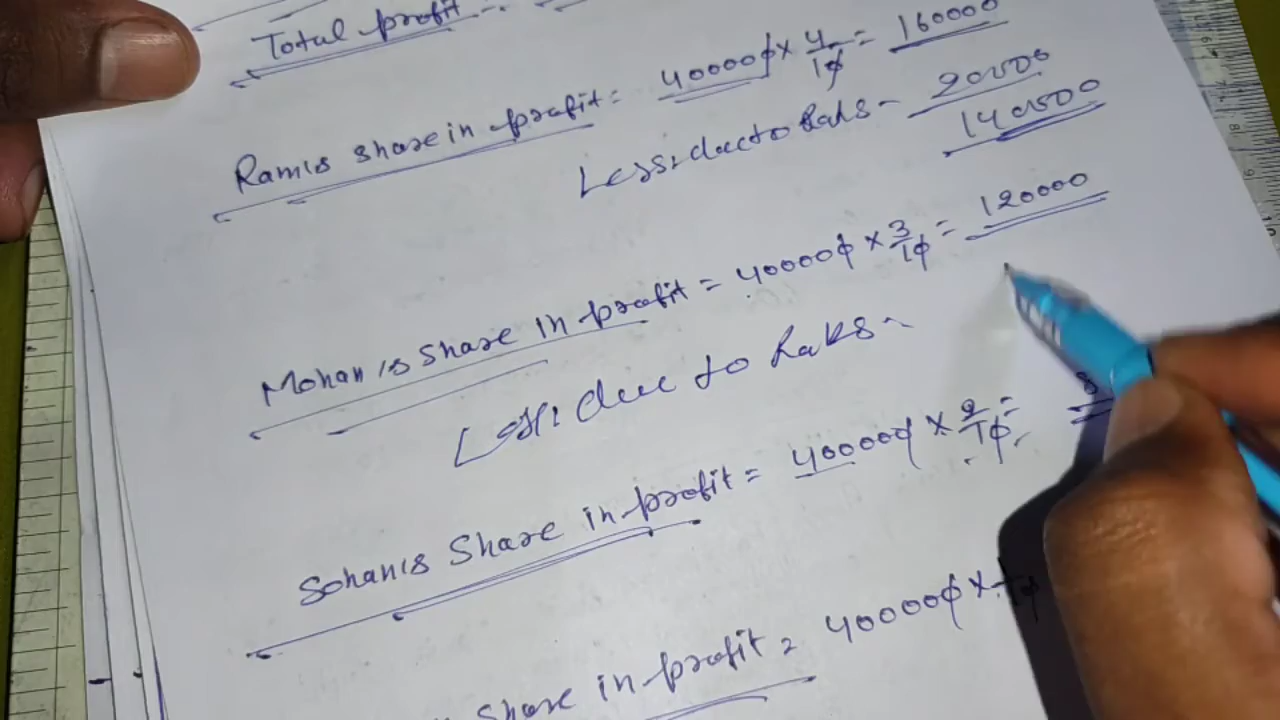 Total profit =
Ram's share in profit = 400000 × 4/10 = 160000
Less: due to Raks - 20000
140000
Mohan's Share in profit = 400000 × 3/10 = 120000
Less: due to Raks -
Sohan's Share in profit = 400000 × 2/10 =
Share in profit = 400000 ×